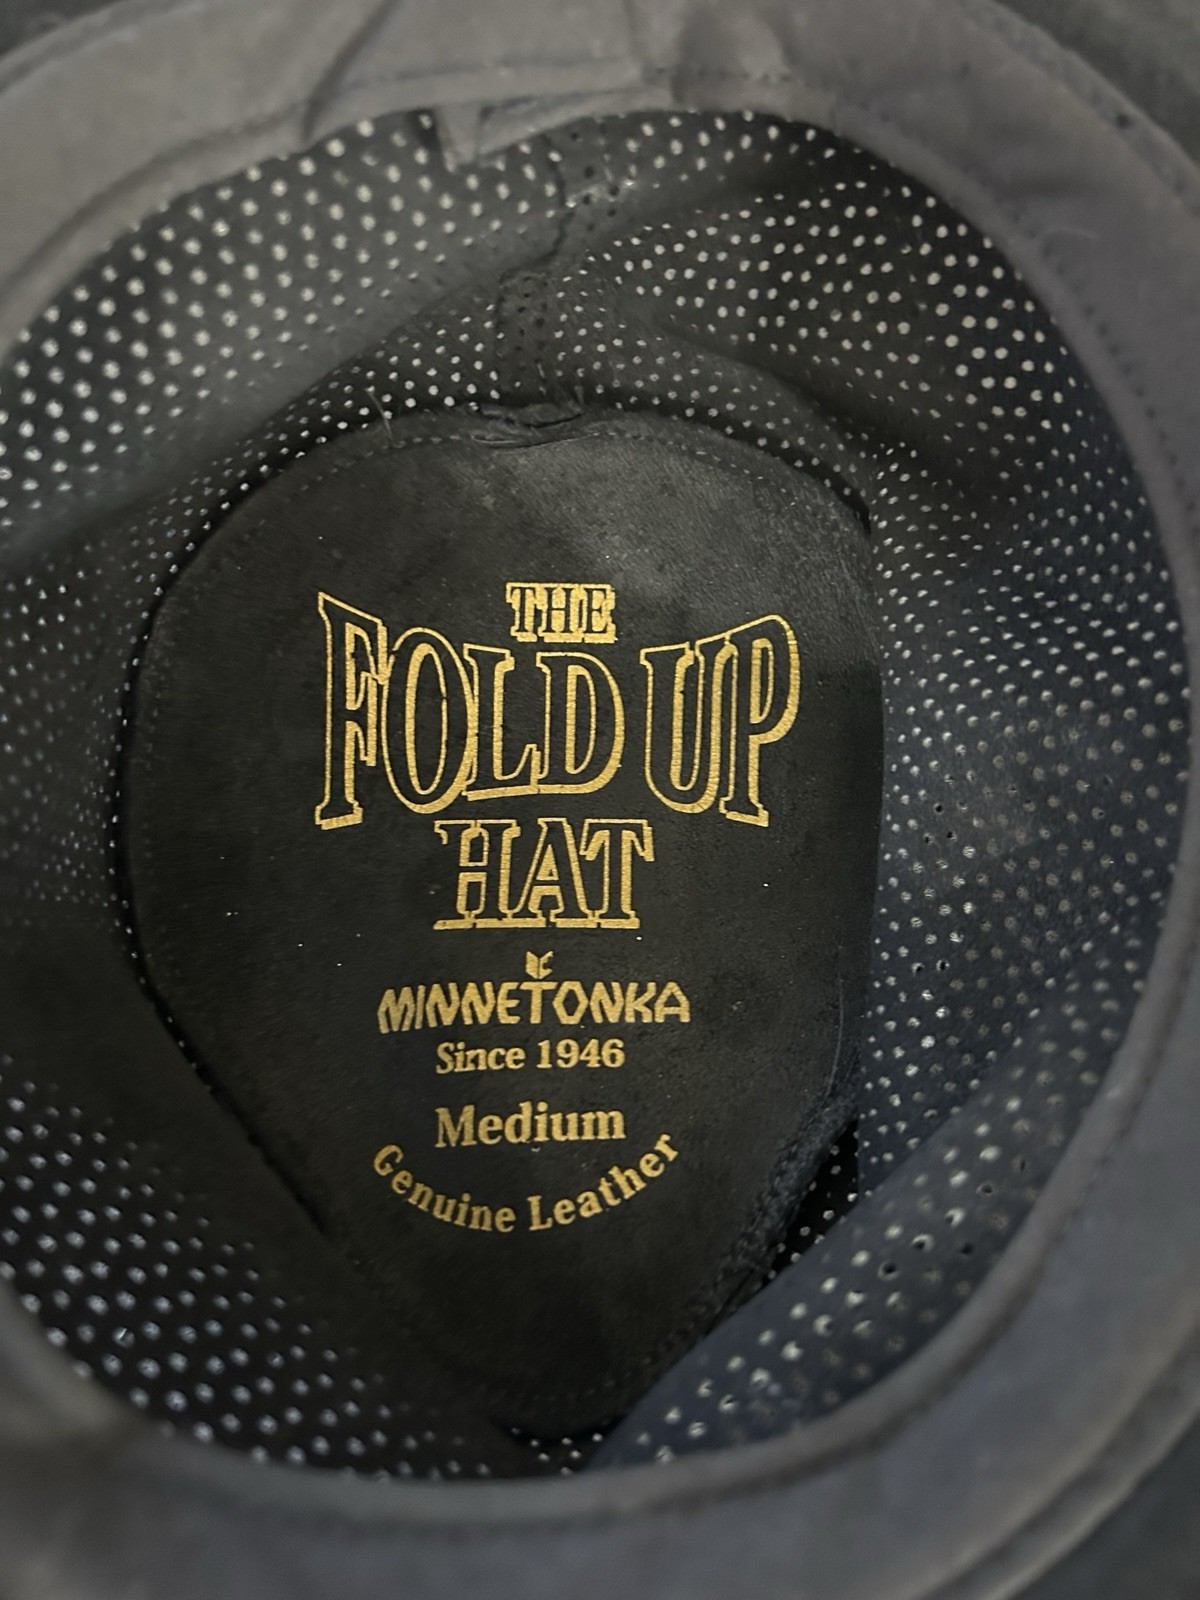 THE
FOLD UP
HAT
MINNETONKA
Since 1946
Medium
Genuine Leather